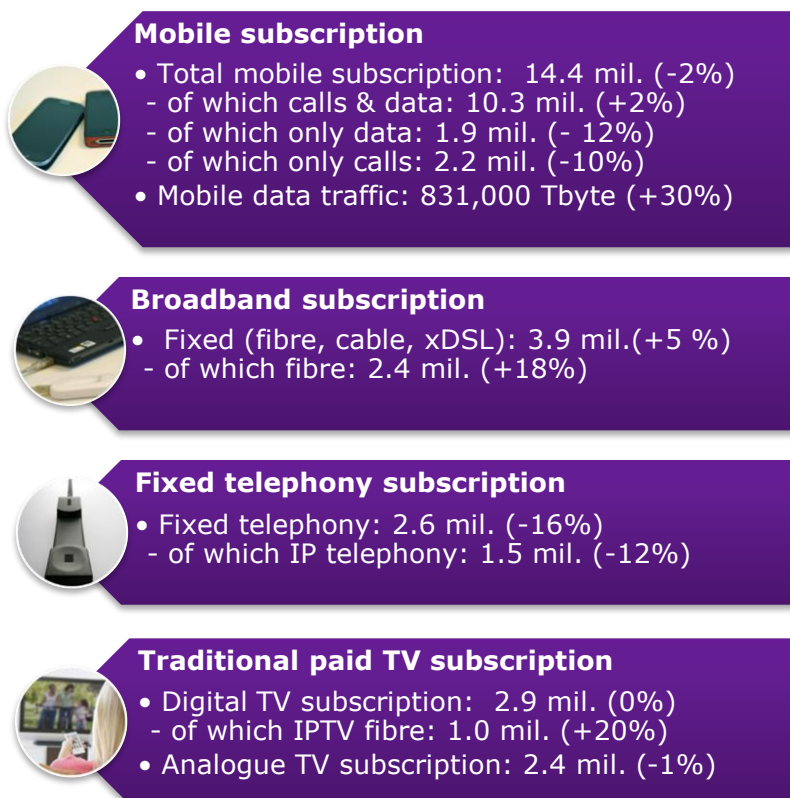 Mobile subscription
• Total mobile subscription: 14.4 mil. (-2%)
- of which calls & data: 10.3 mil. (+2%)
- of which only data: 1.9 mil. (- 12%)
- of which only calls: 2.2 mil. (-10%)
• Mobile data traffic: 831,000 Tbyte (+30%)
Broadband subscription
• Fixed (fibre, cable, xDSL): 3.9 mil.(+5 %)
- of which fibre: 2.4 mil. (+18%)
Fixed telephony subscription
• Fixed telephony: 2.6 mil. (-16%)
- of which IP telephony: 1.5 mil. (-12%)
Traditional paid TV subscription
• Digital TV subscription: 2.9 mil. (0%)
- of which IPTV fibre: 1.0 mil. (+20%)
• Analogue TV subscription: 2.4 mil. (-1%)